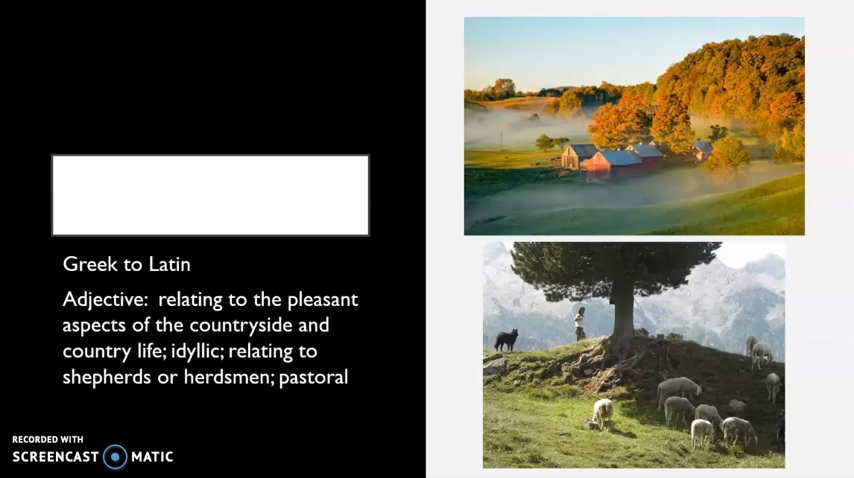 Greek to Latin
Adjective:  relating to the pleasant
aspects of the countryside and
country life; idyllic; relating to
shepherds or herdsmen; pastoral
RECORDED WITH
SCREENCAST MATIC